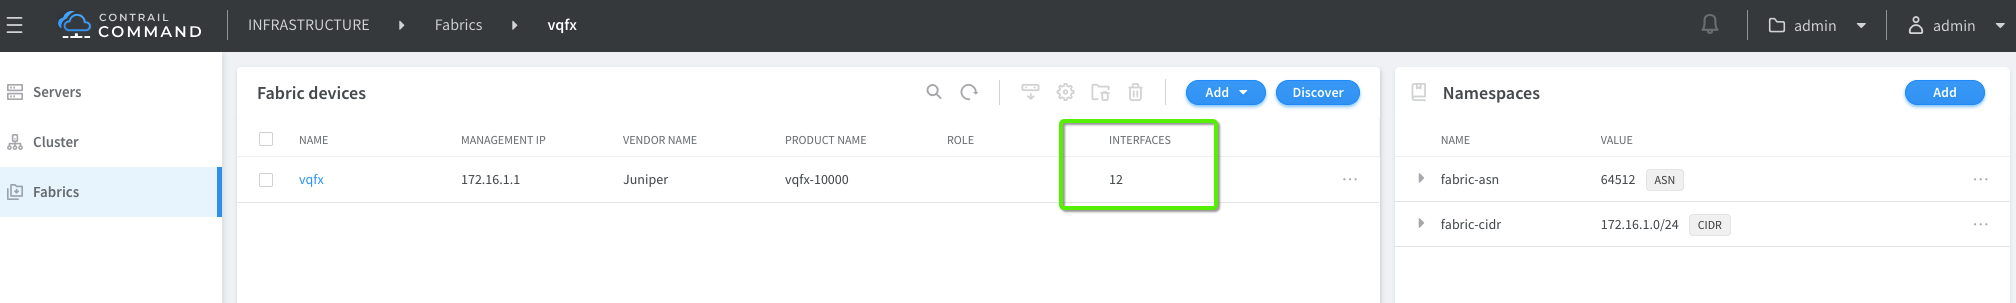 CONTRAIL
COMMAND
INFRASTRUCTURE Fabrics vqfx
admin admin
Servers
Cluster
Fabrics
Fabric devices
Add Discover
NAME MANAGEMENT IP VENDOR NAME PRODUCT NAME ROLE INTERFACES
vqfx 172.16.1.1 Juniper vqfx-10000 12 ...
Namespaces
Add
NAME VALUE
fabric-asn 64512 ASN ...
fabric-cidr 172.16.1.0/24 CIDR ...